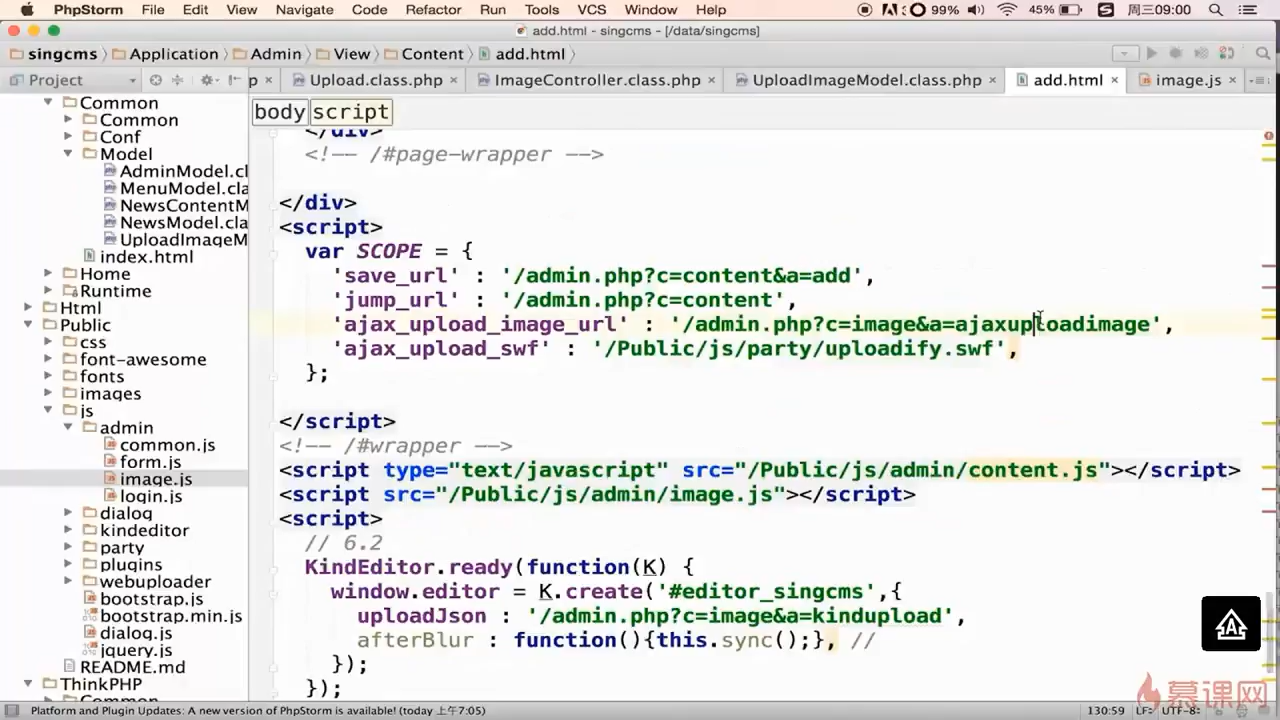 PhpStorm File Edit View Navigate Code Refactor Run Tools VCS Window Help 99% 45% 周三09:00
add.html - singcms - [/data/singcms]
singcms Application Admin View Content add.html
Project p Upload.class.php ImageController.class.php UploadImageModel.class.php add.html image.js
body script
Common
Common
Conf
Model
AdminModel.cl
MenuModel.cla
NewsContentM
NewsModel.cla
UploadImageM
index.html
Home
Runtime
Html
Public
css
font-awesome
fonts
images
js
admin
common.js
form.js
image.js
login.js
dialog
kindeditor
party
plugins
webuploader
bootstrap.js
bootstrap.min.js
dialog.js
jquery.js
README.md
ThinkPHP
Common
</div>
<!-- /#page-wrapper -->
</div>
<script>
var SCOPE = {
'save_url' : '/admin.php?c=content&a=add',
'jump_url' : '/admin.php?c=content',
'ajax_upload_image_url' : '/admin.php?c=image&a=ajaxuploadimage',
'ajax_upload_swf' : '/Public/js/party/uploadify.swf',
};
</script>
<!-- /#wrapper -->
<script type="text/javascript" src="/Public/js/admin/content.js"></script>
<script src="/Public/js/admin/image.js"></script>
<script>
// 6.2
KindEditor.ready(function(K) {
window.editor = K.create('#editor_singcms',{
uploadJson : '/admin.php?c=image&a=kindupload',
afterBlur : function(){this.sync();}, //
});
});
慕课网
Platform and Plugin Updates: A new version of PhpStorm is available! (today 上午7:05) 130:59 LF÷ UTF-8÷